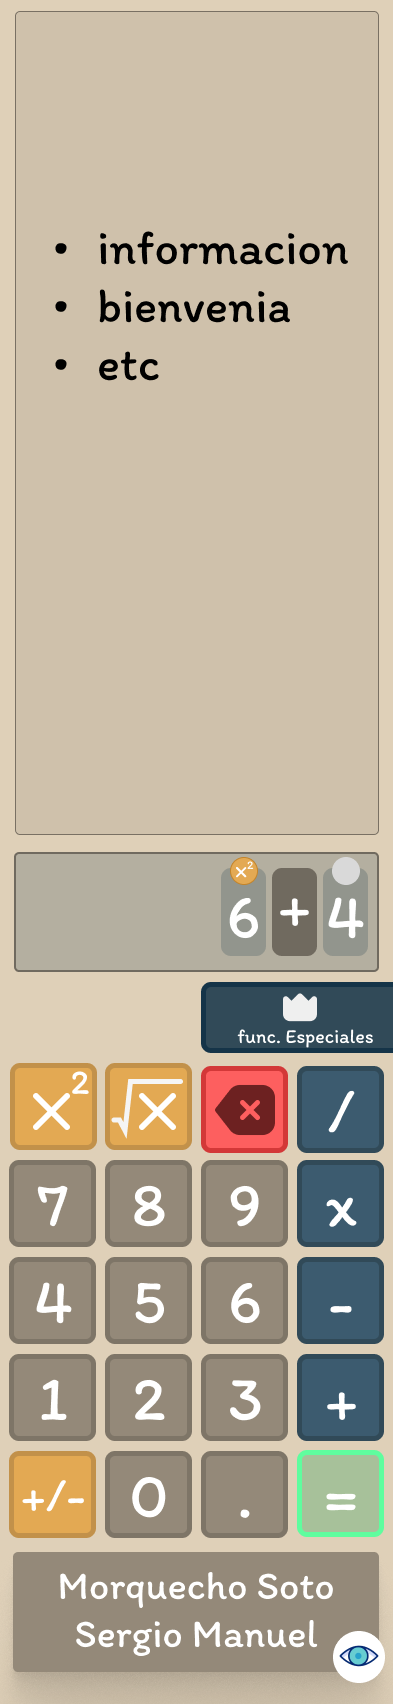 • informacion
• bienvenia
• etc
x²
6 + 4
func. Especiales
x² √x x /
7 8 9 x
4 5 6 -
1 2 3 +
+/- 0 . =
Morquecho Soto
Sergio Manuel